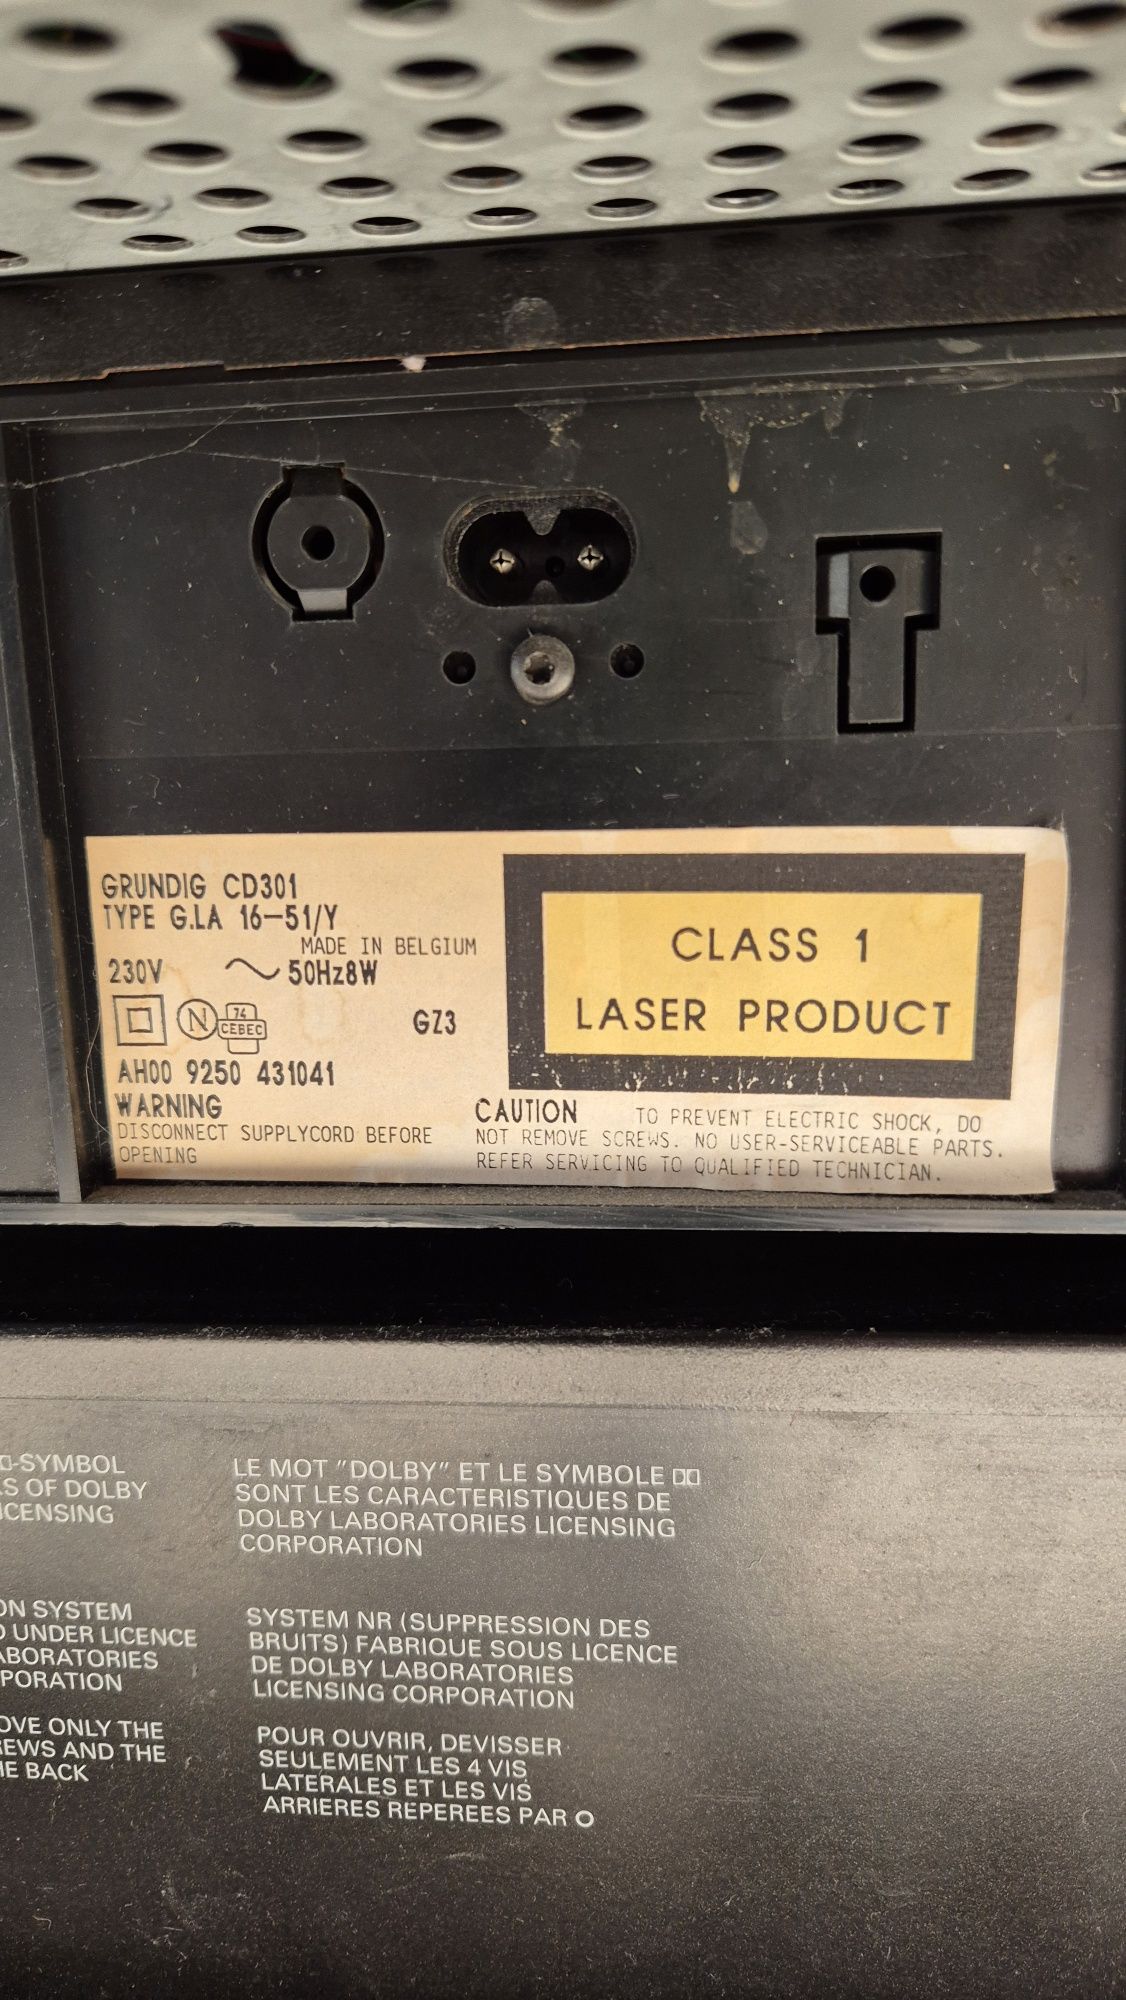 GRUNDIG CD301
TYPE G.LA 16-51/Y
MADE IN BELGIUM
230V ~ 50Hz8W
N 74 CEBEC GZ3
AH00 9250 431041
WARNING
DISCONNECT SUPPLYCORD BEFORE
OPENING
CLASS 1
LASER PRODUCT
CAUTION TO PREVENT ELECTRIC SHOCK, DO
NOT REMOVE SCREWS. NO USER-SERVICEABLE PARTS.
REFER SERVICING TO QUALIFIED TECHNICIAN.
-SYMBOL
S OF DOLBY
ICENSING
ON SYSTEM
D UNDER LICENCE
ABORATORIES
PORATION
OVE ONLY THE
REWS AND THE
HE BACK
LE MOT "DOLBY" ET LE SYMBOLE
SONT LES CARACTERISTIQUES DE
DOLBY LABORATORIES LICENSING
CORPORATION
SYSTEM NR (SUPPRESSION DES
BRUITS) FABRIQUE SOUS LICENCE
DE DOLBY LABORATORIES
LICENSING CORPORATION
POUR OUVRIR, DEVISSER
SEULEMENT LES 4 VIS
LATERALES ET LES VIS
ARRIERES REPEREES PAR O